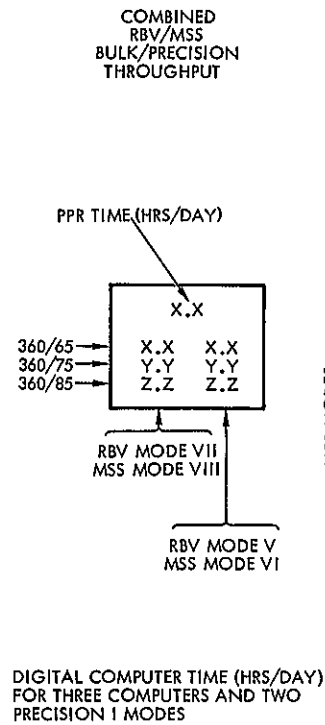 COMBINED
RBV/MSS
BULK/PRECISION
THROUGHPUT
PPR TIME (HRS/DAY)
X.X
360/65 X.X X.X
360/75 Y.Y Y.Y
360/85 Z.Z Z.Z
RBV MODE VII
MSS MODE VIII
RBV MODE V
MSS MODE VI
DIGITAL COMPUTER TIME (HRS/DAY)
FOR THREE COMPUTERS AND TWO
PRECISION 1 MODES